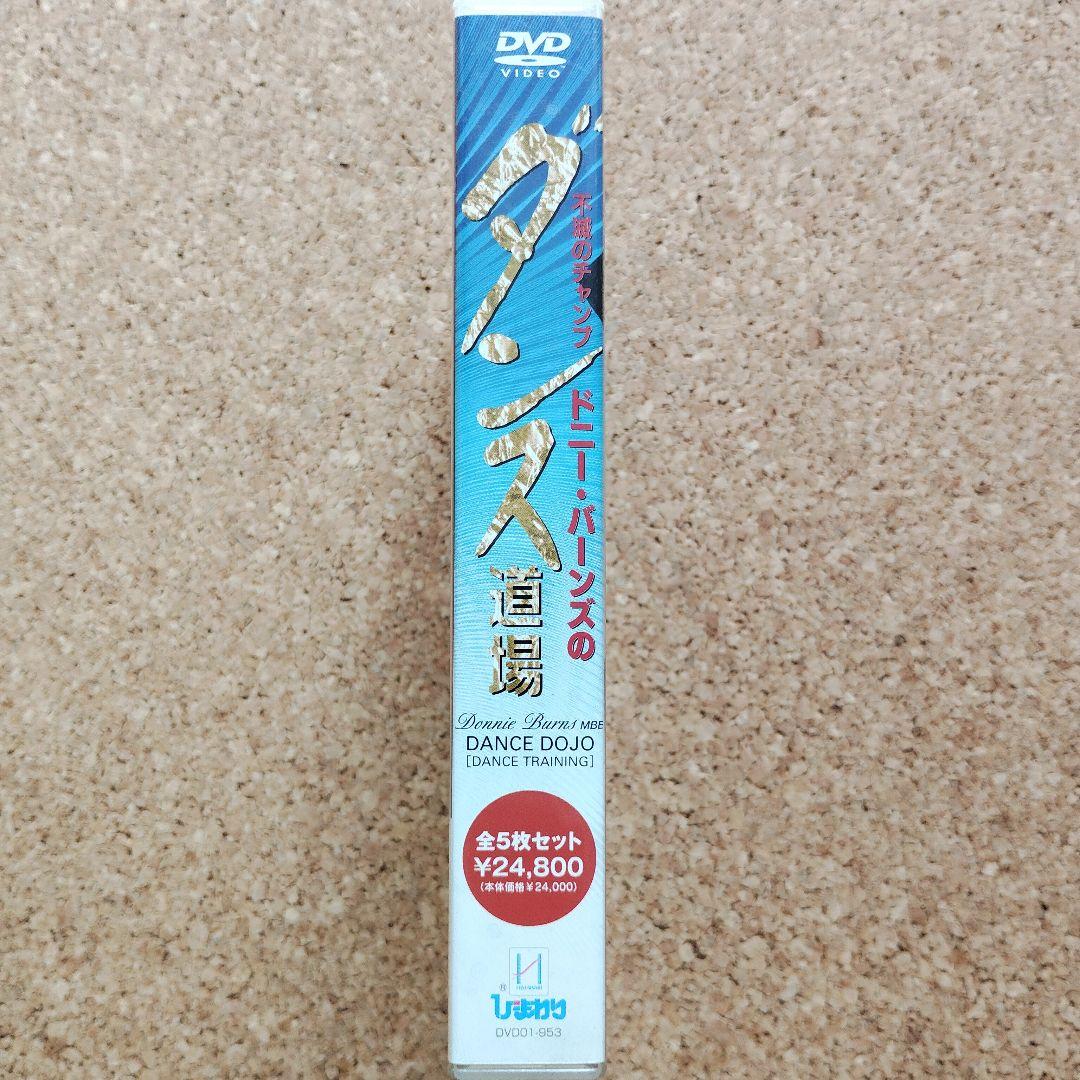 DVD
VIDEO
不滅のチャンプ ドニー・バーンズの
ダンス道場
Donnie Burns MBE
DANCE DOJO
[DANCE TRAINING]
全5枚セット
¥24,800
(本体価格¥24,000)
H
®ひまわり
DVD01-953